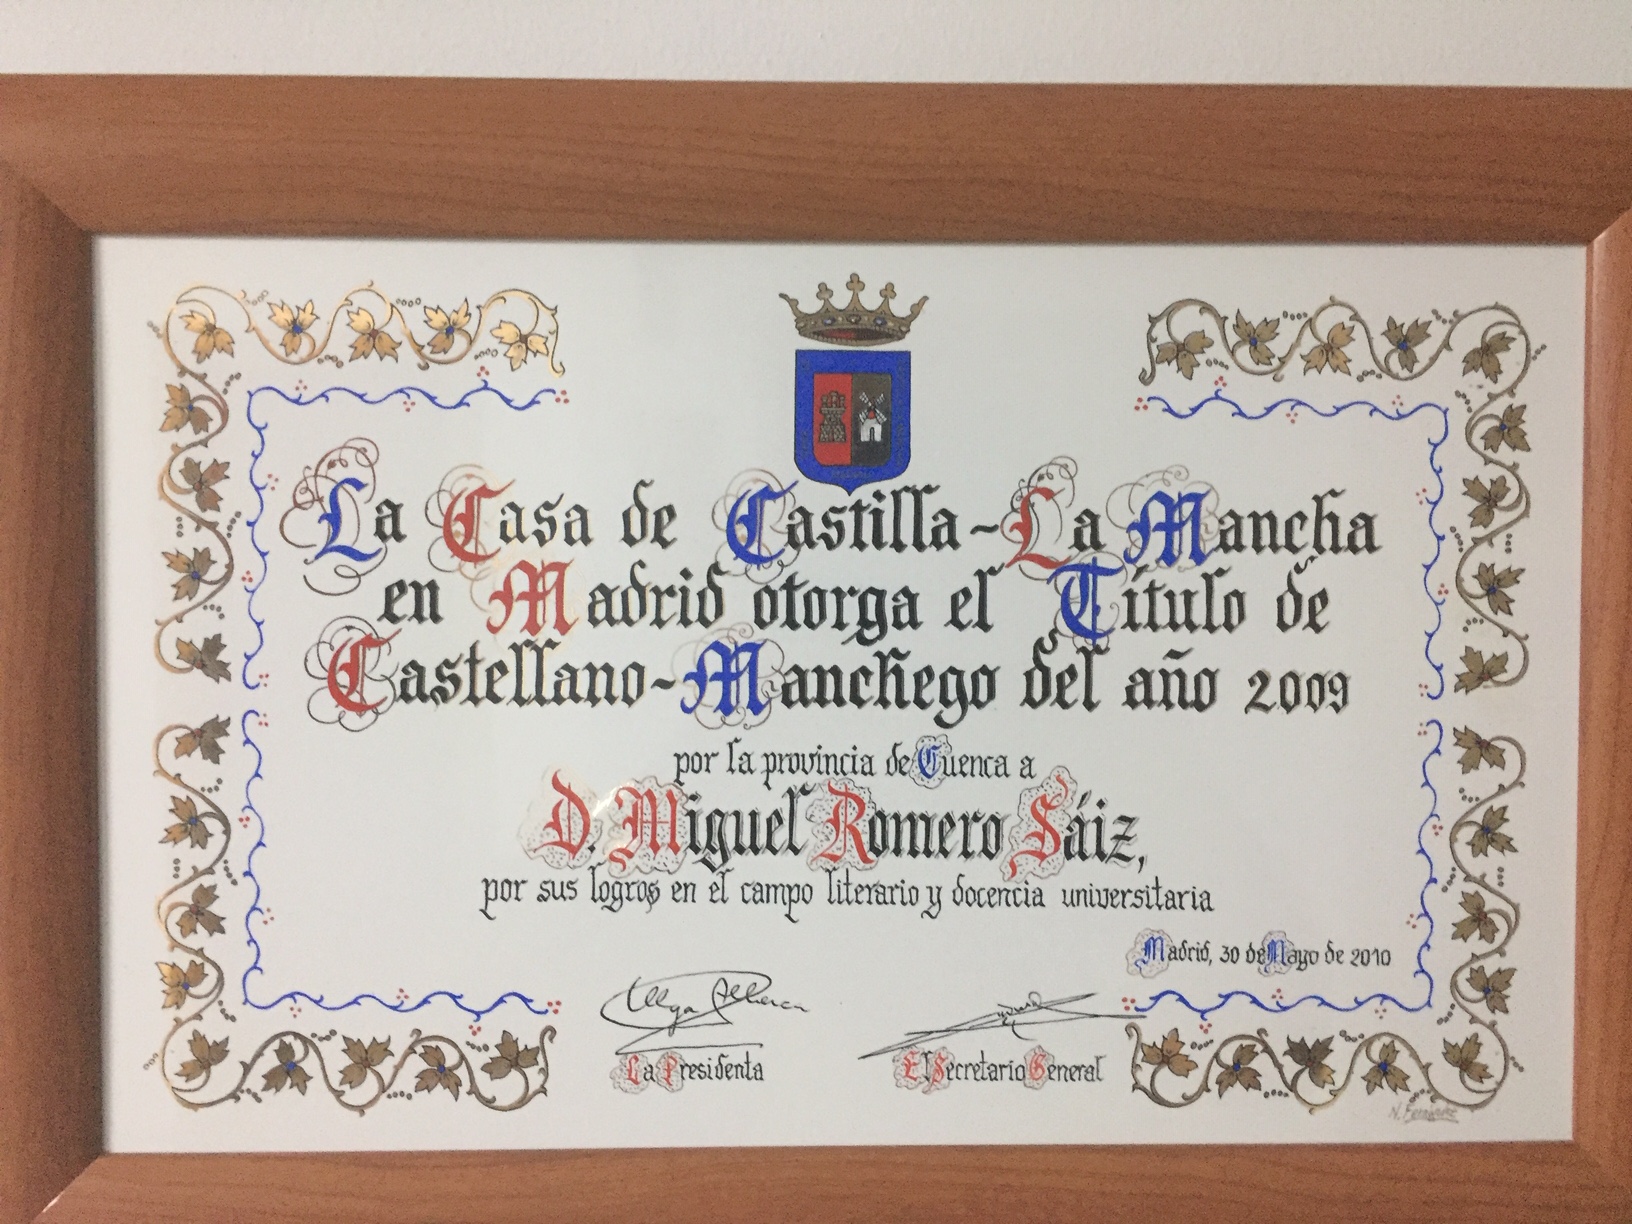 La Casa de Castilla-La Mancha
en Madrid otorga el Título de
Castellano-Manchego del año 2009
por la provincia de Cuenca a
D. Miguel Romero Sáiz,
por sus logros en el campo literario y docencia universitaria
Madrid, 30 de Mayo de 2010
La Presidenta
El Secretario General